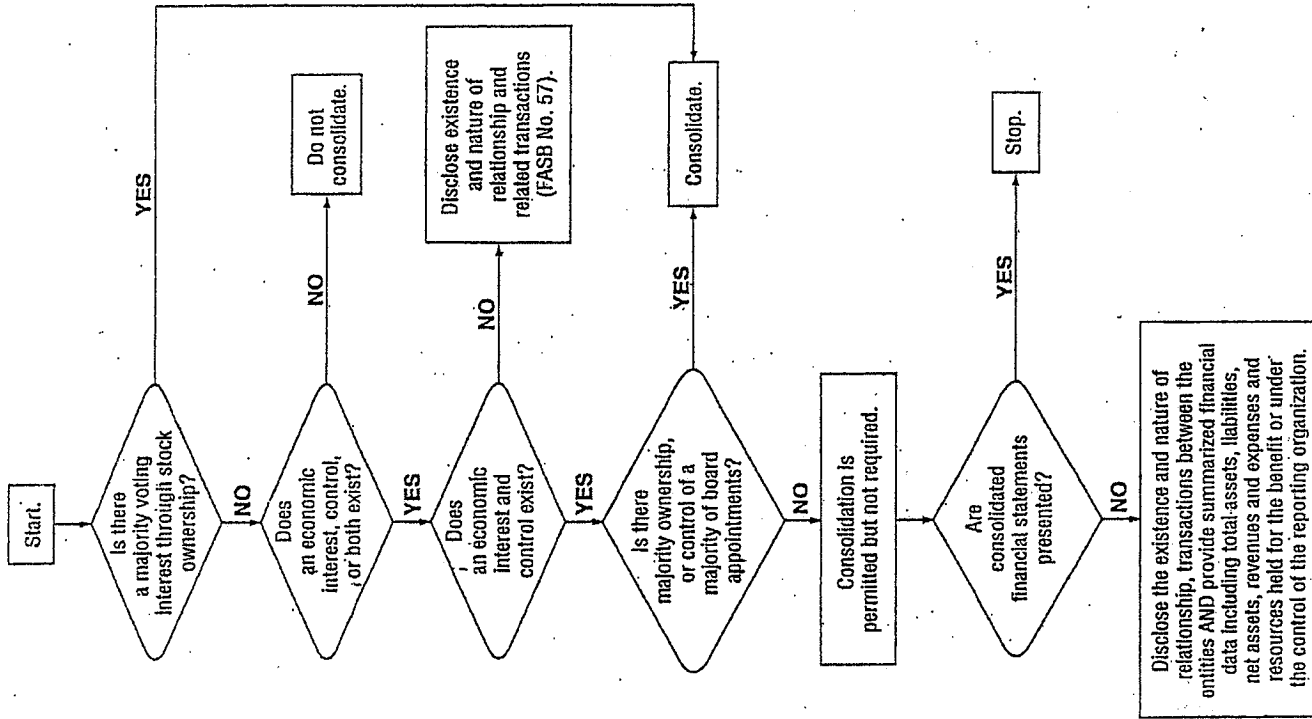 Start.
Is there
a majority voting
interest through stock
ownership?
YES
NO
Does
an economic
interest, control,
or both exist?
NO
Do not
consolidate.
YES
Does
an economic
interest and
control exist?
NO
Disclose existence
and nature of
relationship and
related transactions
(FASB No. 57).
YES
Is there
majority ownership,
or control of a
majority of board
appointments?
YES
Consolidate.
NO
Consolidation is
permitted but not required.
Are
consolidated
financial statements
presented?
YES
Stop.
NO
Disclose the existence and nature of
relationship, transactions between the
entities AND provide summarized financial
data including total assets, liabilities,
net assets, revenues and expenses and
resources held for the benefit or under
the control of the reporting organization.